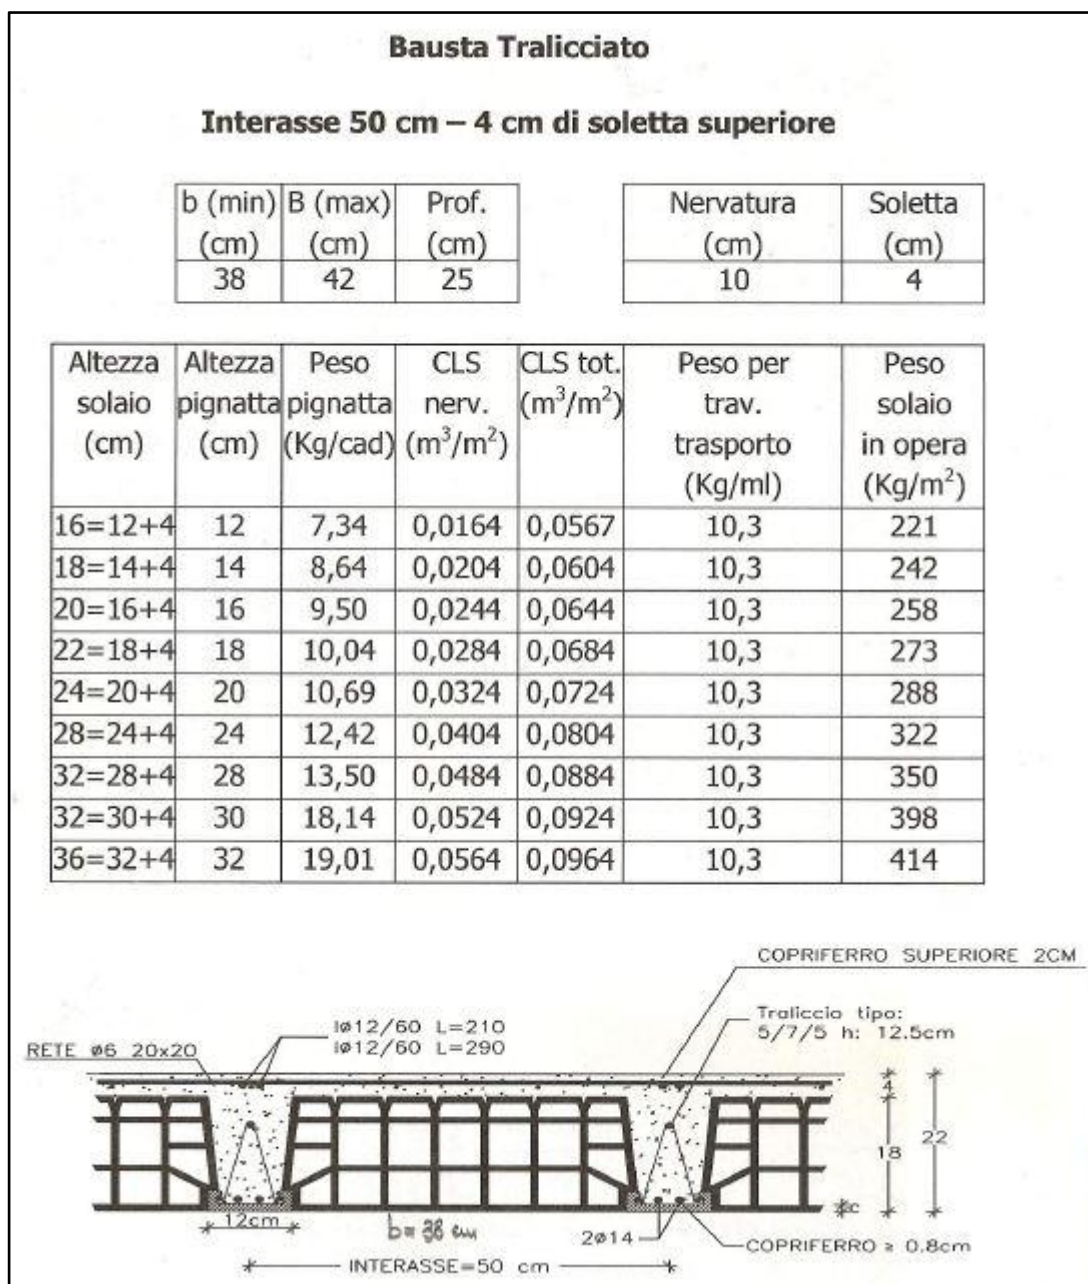 Bausta Tralicciato
Interasse 50 cm – 4 cm di soletta superiore
b (min) B (max) Prof.
(cm) (cm) (cm)
38 42 25
Nervatura Soletta
(cm) (cm)
10 4
Altezza Altezza Peso CLS CLS tot. Peso per Peso
solaio pignatta pignatta nerv. (m³/m²) trav. solaio
(cm) (cm) (Kg/cad) (m³/m²) trasporto in opera
(Kg/ml) (Kg/m²)
16=12+4 12 7,34 0,0164 0,0567 10,3 221
18=14+4 14 8,64 0,0204 0,0604 10,3 242
20=16+4 16 9,50 0,0244 0,0644 10,3 258
22=18+4 18 10,04 0,0284 0,0684 10,3 273
24=20+4 20 10,69 0,0324 0,0724 10,3 288
28=24+4 24 12,42 0,0404 0,0804 10,3 322
32=28+4 28 13,50 0,0484 0,0884 10,3 350
32=30+4 30 18,14 0,0524 0,0924 10,3 398
36=32+4 32 19,01 0,0564 0,0964 10,3 414
COPRIFERRO SUPERIORE 2CM
1ø12/60 L=210
1ø12/60 L=290
Traliccio tipo:
5/7/5 h: 12.5cm
RETE ø6 20x20
4
18
22
c
12cm
b= 38 cm
2ø14
COPRIFERRO ≥ 0.8cm
INTERASSE=50 cm